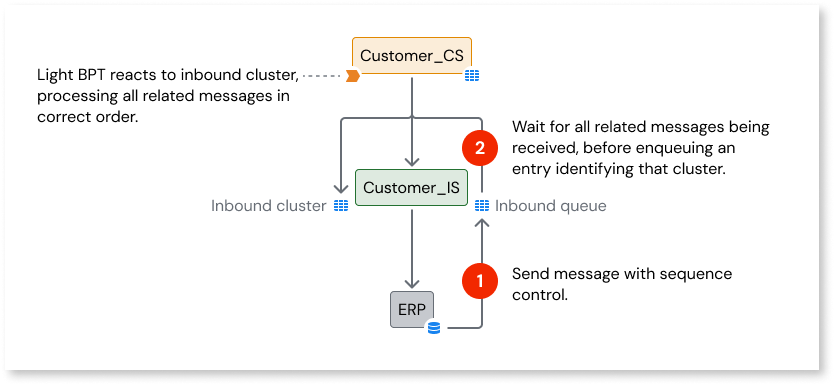 Customer_CS
Light BPT reacts to inbound cluster,
processing all related messages in
correct order.
2
Wait for all related messages being
received, before enqueuing an
entry identifying that cluster.
Customer_IS
Inbound cluster
Inbound queue
1
Send message with sequence
control.
ERP